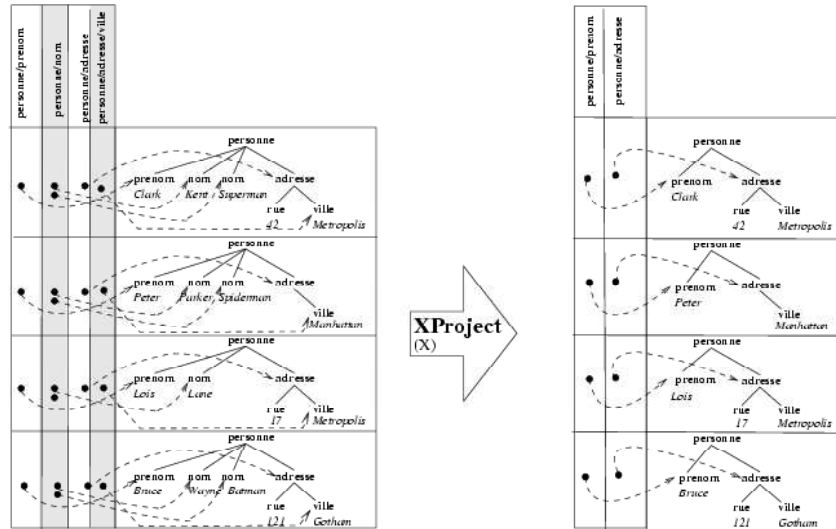 personne/prenom
personne/nom
personne/adresse
personne/adresse/ville
personne
prenom nom nom adresse
Clark Kent Superman
rue ville
42 Metropolis
personne
prenom nom nom adresse
Peter Parker Spiderman
ville
Manhattan
personne
prenom nom adresse
Lois Lane
rue ville
17 Metropolis
personne
prenom nom nom adresse
Bruce Wayne Batman
rue ville
121 Gotham
XProject
(X)
personne/prenom
personne/adresse
personne
prenom adresse
Clark
rue ville
42 Metropolis
personne
prenom adresse
Peter
ville
Manhattan
personne
prenom adresse
Lois
rue ville
17 Metropolis
personne
prenom adresse
Bruce
rue ville
121 Gotham